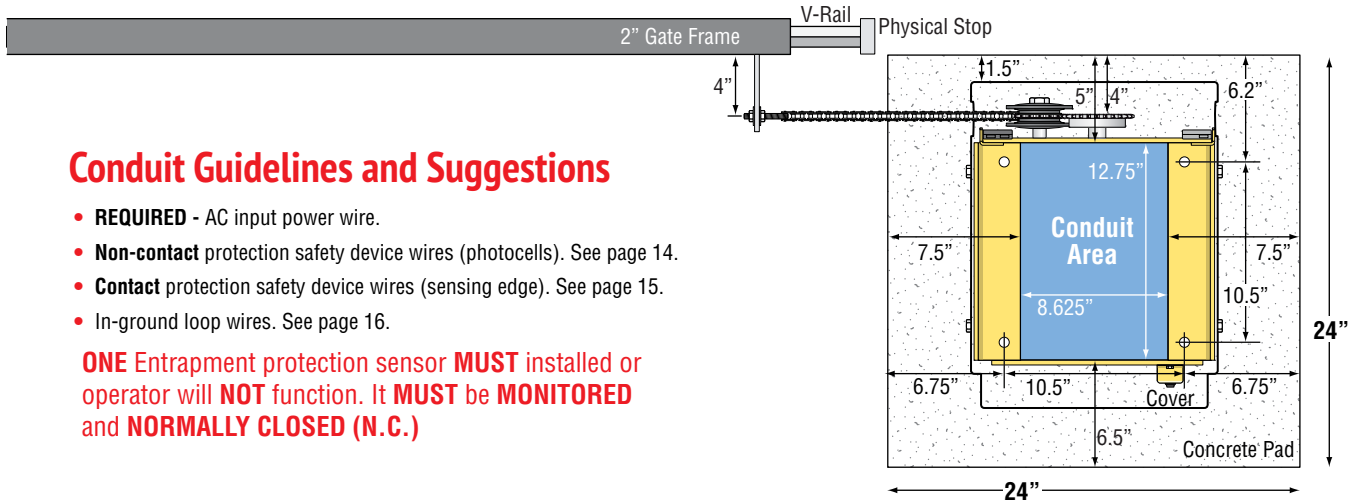 V-Rail
Physical Stop
2” Gate Frame
4”
1.5”
5”
4”
6.2”
Conduit Guidelines and Suggestions
• REQUIRED - AC input power wire.
• Non-contact protection safety device wires (photocells). See page 14.
• Contact protection safety device wires (sensing edge). See page 15.
• In-ground loop wires. See page 16.
ONE Entrapment protection sensor MUST installed or
operator will NOT function. It MUST be MONITORED
and NORMALLY CLOSED (N.C.)
12.75”
Conduit
Area
7.5”
7.5”
8.625”
10.5”
24”
6.75”
10.5”
6.75”
Cover
6.5”
Concrete Pad
24”